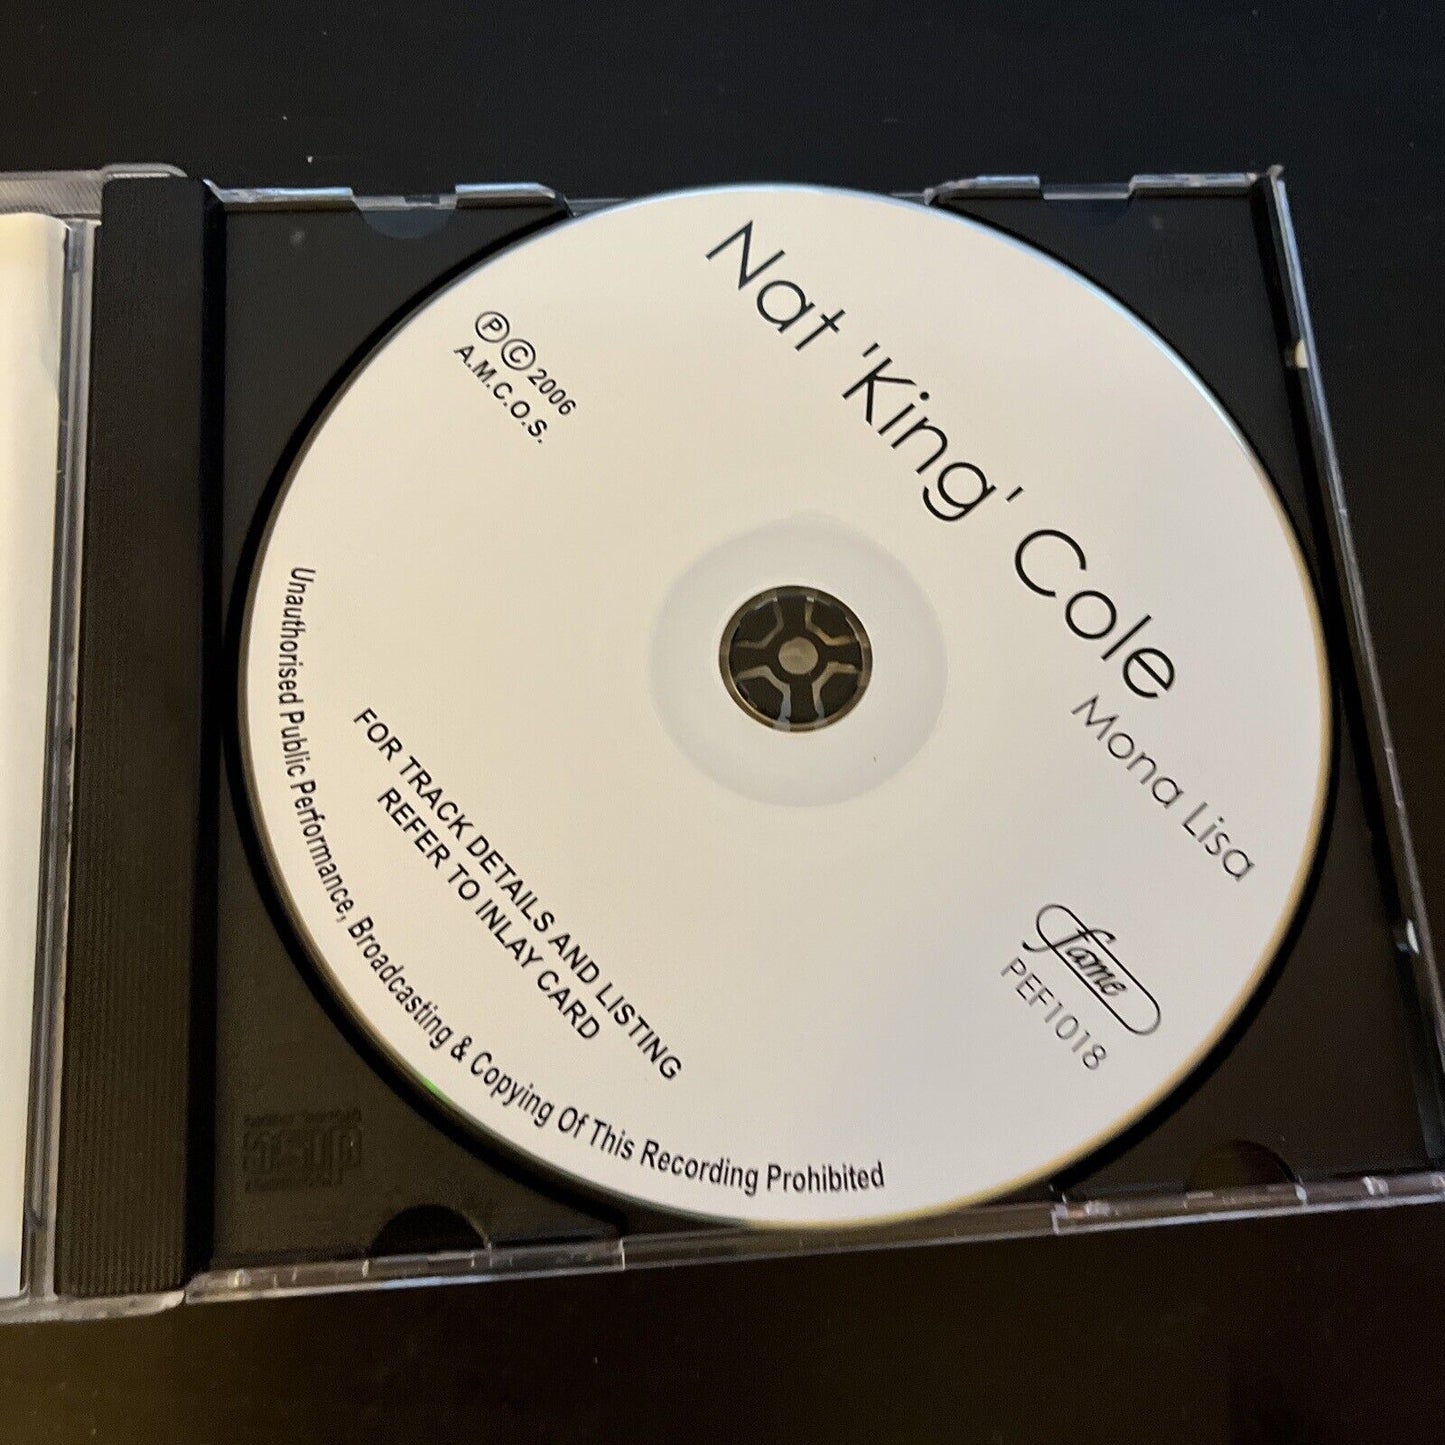 Nat 'King' Cole
Mona Lisa
Ⓟ Ⓒ 2006
A.M.C.O.S.
fame
PEF1018
FOR TRACK DETAILS AND LISTING
REFER TO INLAY CARD
Unauthorised Public Performance, Broadcasting & Copying Of This Recording Prohibited